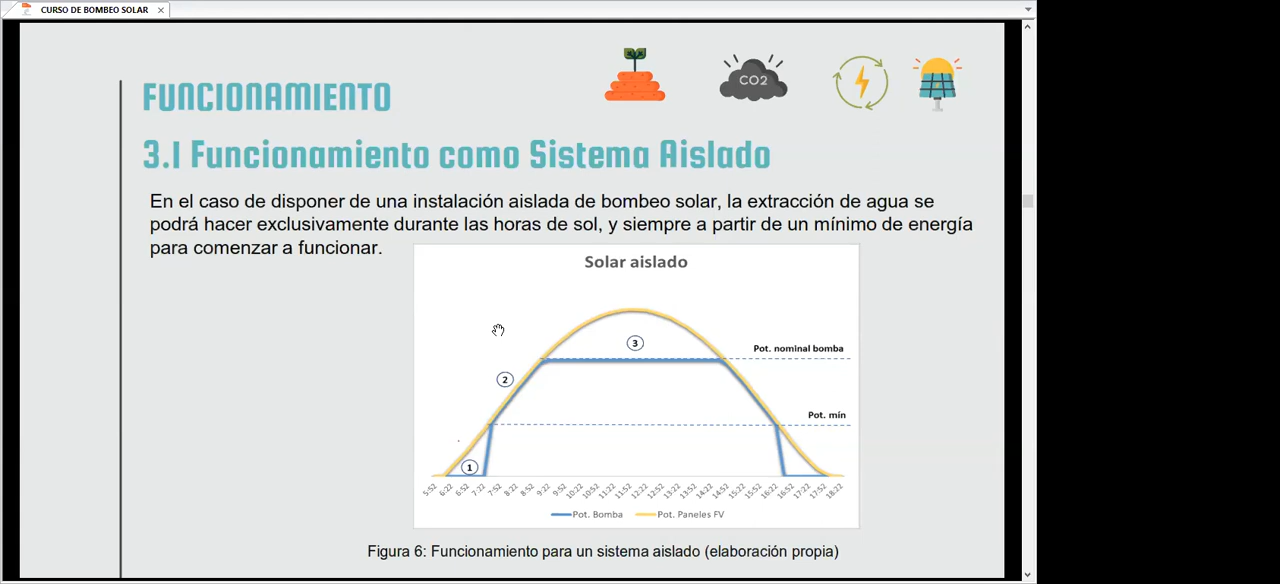 CURSO DE BOMBEO SOLAR
CO2
FUNCIONAMIENTO
3.1 Funcionamiento como Sistema Aislado
En el caso de disponer de una instalación aislada de bombeo solar, la extracción de agua se
podrá hacer exclusivamente durante las horas de sol, y siempre a partir de un mínimo de energía
para comenzar a funcionar.
Solar aislado
3
Pot. nominal bomba
2
Pot. mín
1
5:52 6:22 6:52 7:22 7:52 8:22 8:52 9:22 9:52 10:22 10:52 11:22 11:52 12:22 12:52 13:22 13:52 14:22 14:52 15:22 15:52 16:22 16:52 17:22 17:52 18:22
Pot. Bomba Pot. Paneles FV
Figura 6: Funcionamiento para un sistema aislado (elaboración propia)